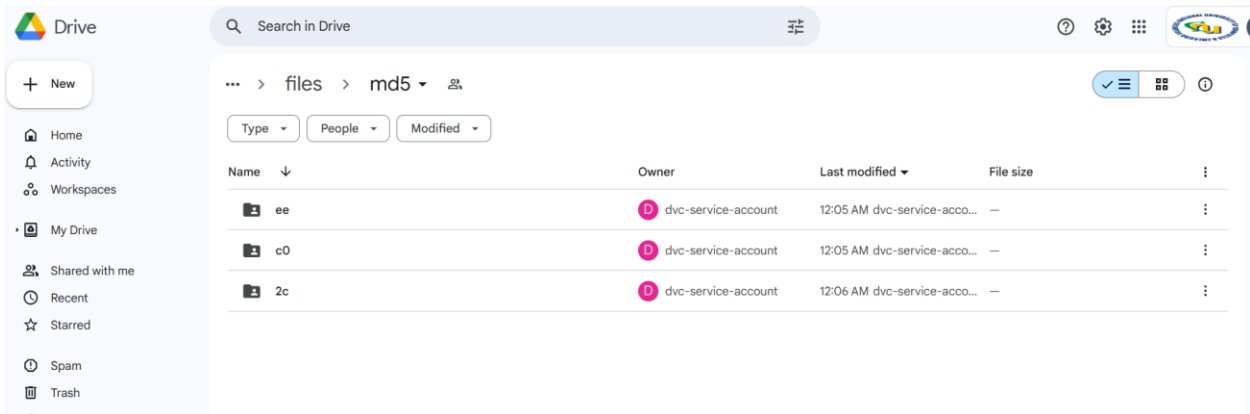 Drive
Search in Drive
New
... > files > md5
Type
People
Modified
Home
Activity
Workspaces
My Drive
Shared with me
Recent
Starred
Spam
Trash
Name Owner Last modified File size
ee D dvc-service-account 12:05 AM dvc-service-acco... —
c0 D dvc-service-account 12:05 AM dvc-service-acco... —
2c D dvc-service-account 12:06 AM dvc-service-acco... —